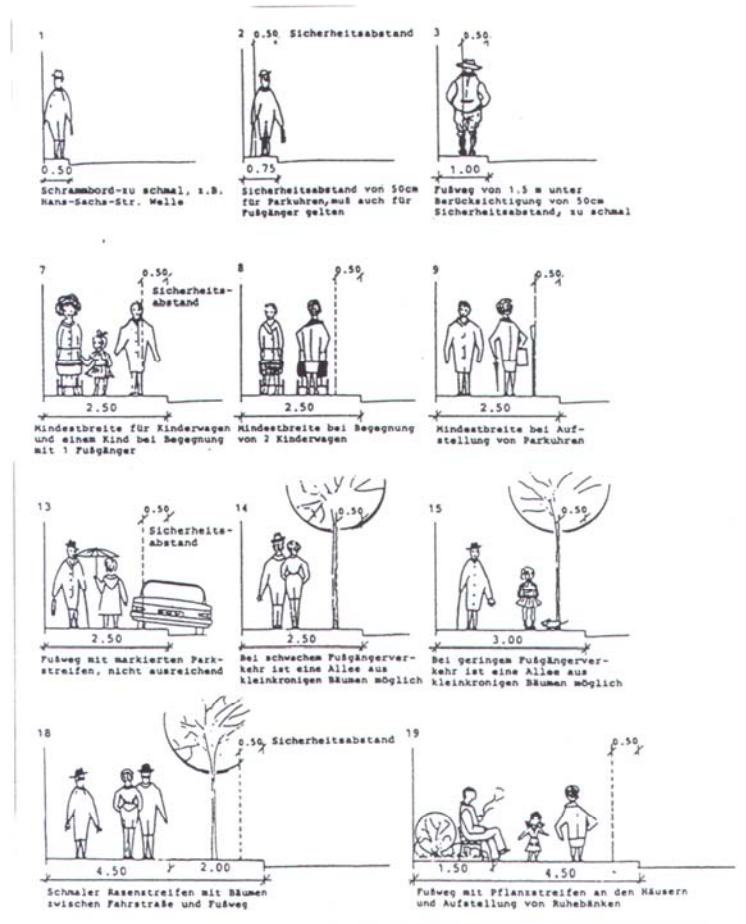 1
0.50
Schrammbord-zu schmal, z.B.
Hans-Sachs-Str. Welle
2
0.50
Sicherheitsabstand
0.75
Sicherheitsabstand von 50cm
für Parkuhren,muß auch für
Fußgänger gelten
3
0.50
1.00
Fußweg von 1.5 m unter
Berücksichtigung von 50cm
Sicherheitsabstand, zu schmal
7
0.50
Sicherheits-
abstand
2.50
Mindestbreite für Kinderwagen
und einem Kind bei Begegnung
mit 1 Fußgänger
8
0.50
2.50
Mindestbreite bei Begegnung
von 2 Kinderwagen
9
0.50
2.50
Mindestbreite bei Auf-
stellung von Parkuhren
13
0.50
Sicherheits-
abstand
2.50
Fußweg mit markierten Park-
streifen, nicht ausreichend
14
0.50
2.50
Bei schwachem Fußgängerver-
kehr ist eine Allee aus
kleinkronigen Bäumen möglich
15
0.50
3.00
Bei geringem Fußgängerver-
kehr ist eine Allee aus
kleinkronigen Bäumen möglich
18
0.50
Sicherheitsabstand
4.50
2.00
Schmaler Rasenstreifen mit Bäumen
zwischen Fahrstraße und Fußweg
19
0.50
1.50
4.50
Fußweg mit Pflanzstreifen an den Häusern
und Aufstellung von Ruhebänken